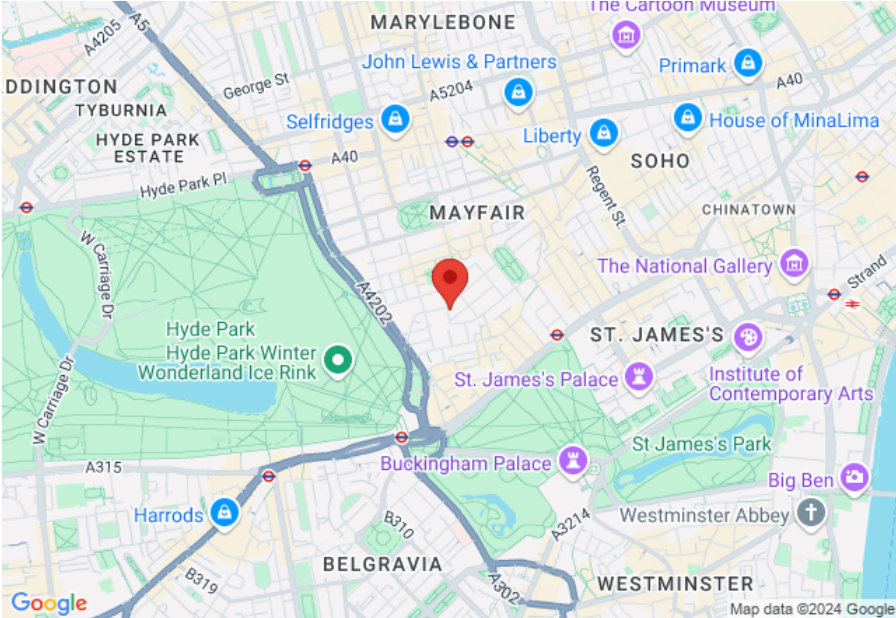 The Cartoon Museum
MARYLEBONE
A5
A4205
John Lewis & Partners
Primark
George St
A5204
A40
DDINGTON
TYBURNIA
Selfridges
House of MinaLima
Liberty
HYDE PARK
ESTATE
A40
SOHO
Hyde Park Pl
Regent St.
MAYFAIR
CHINATOWN
W Carriage Dr
The National Gallery
Strand
A4202
Hyde Park
Hyde Park Winter
Wonderland Ice Rink
ST. JAMES'S
St. James's Palace
Institute of
Contemporary Arts
W Carriage Dr
St James's Park
A315
Buckingham Palace
Big Ben
Harrods
B310
A3214
Westminster Abbey
BELGRAVIA
B319
A302
WESTMINSTER
Google
Map data ©2024 Google